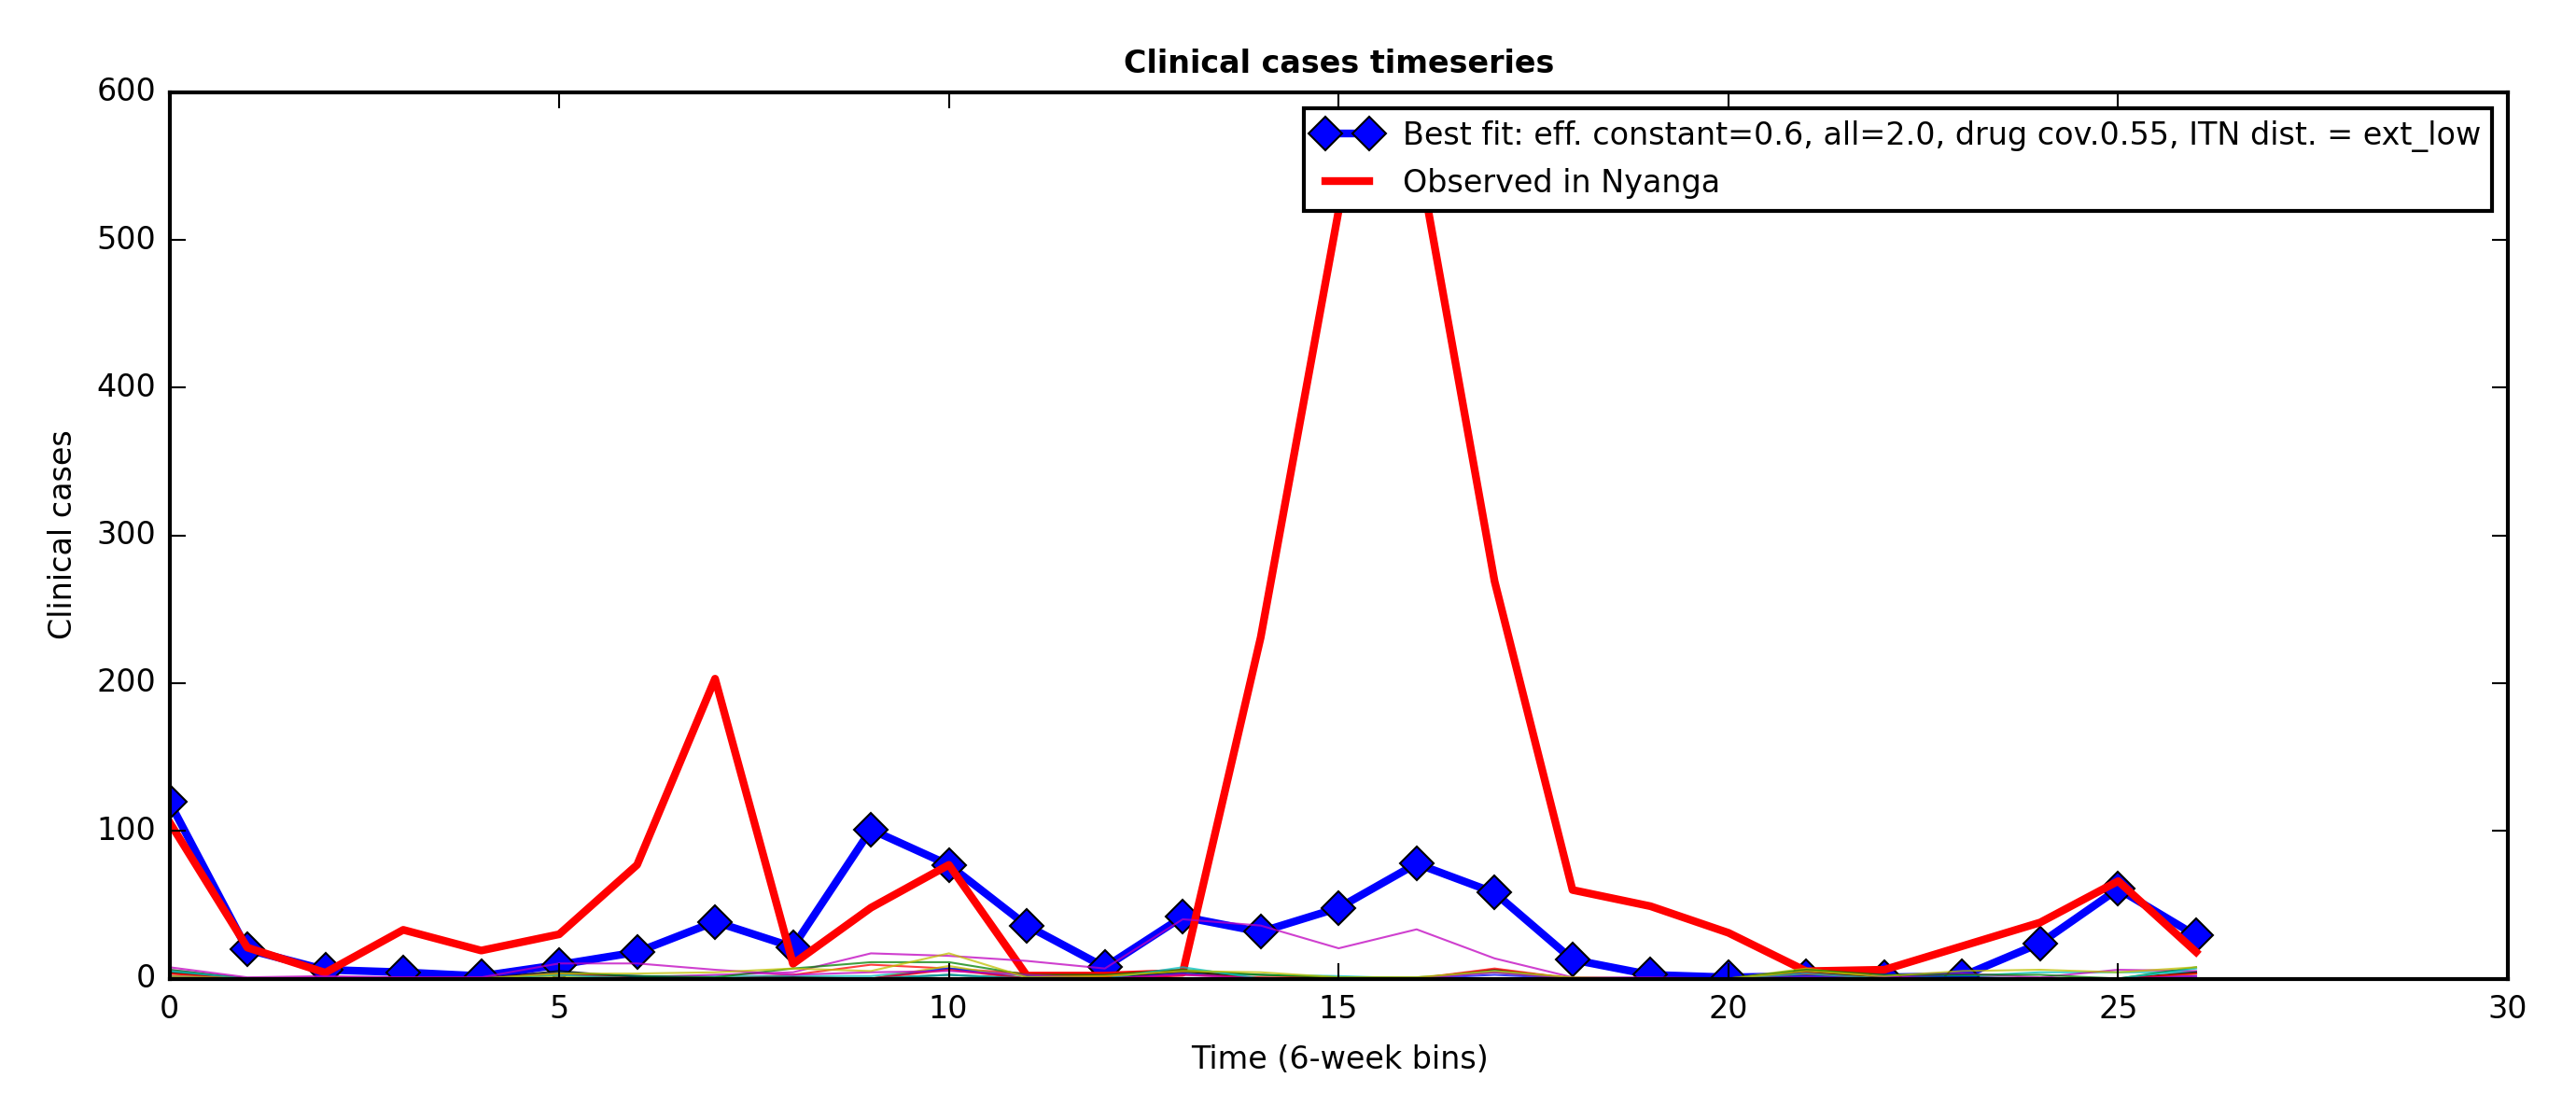 Clinical cases timeseries
600
500
400
300
200
100
0
Clinical cases
Best fit: eff. constant=0.6, all=2.0, drug cov.0.55, ITN dist. = ext_low
Observed in Nyanga
0 5 10 15 20 25 30
Time (6-week bins)